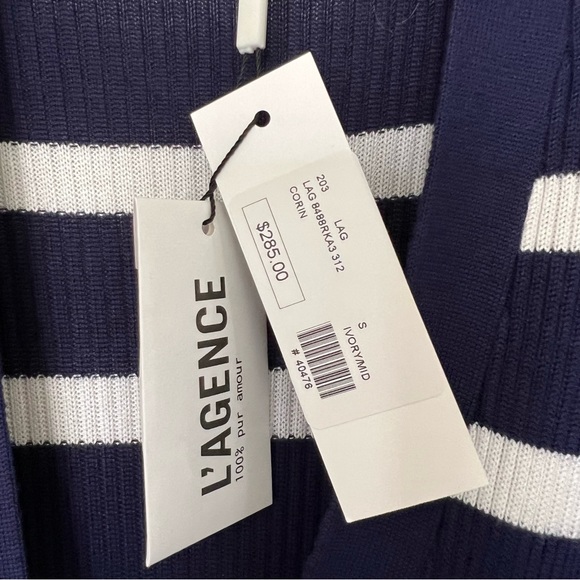 L'AGENCE
100% pur amour
203
LAG
LAG 8488RKA3 312
CORIN
$285.00
S
IVORY/MID
# 40476